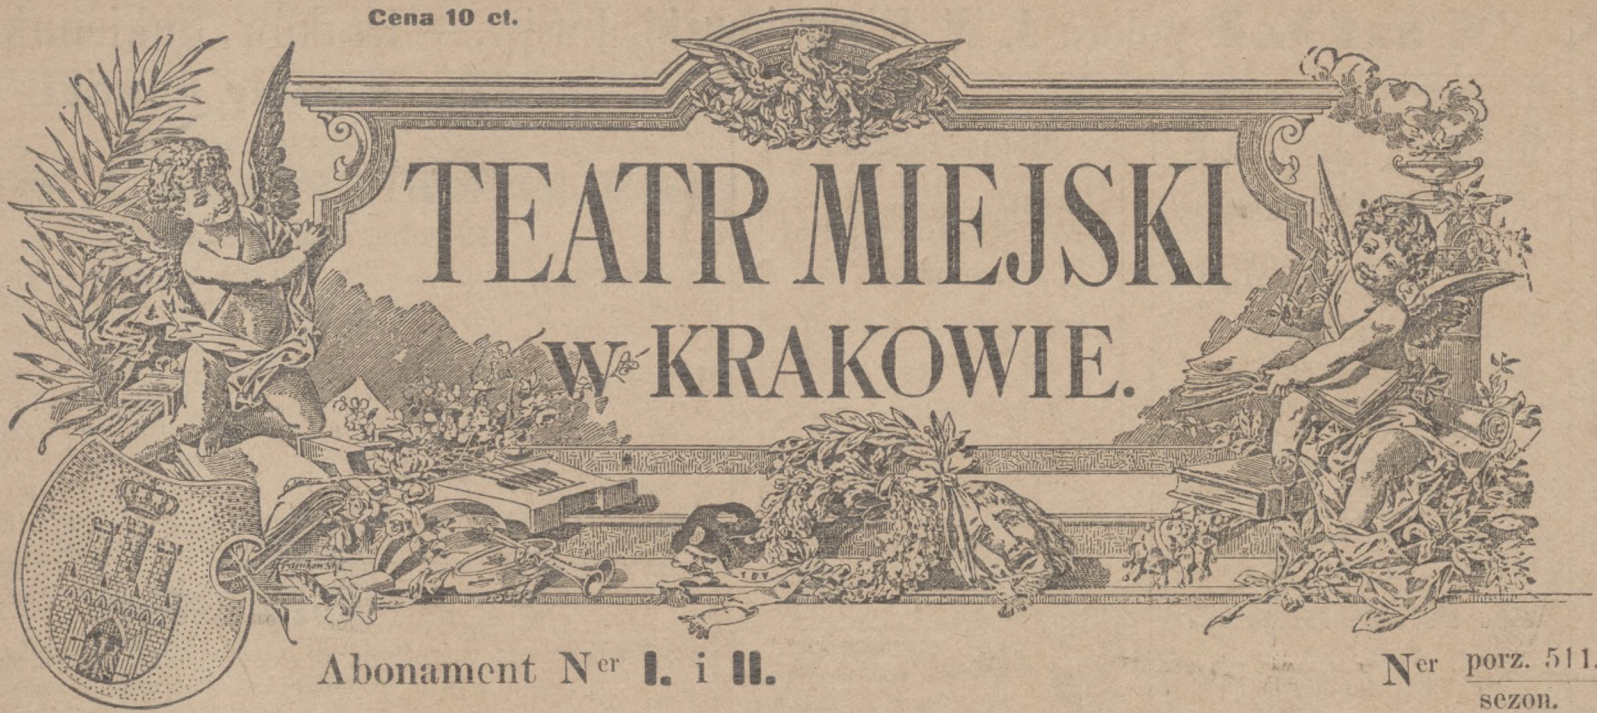 Cena 10 ct.
TEATR MIEJSKI
w KRAKOWIE.
Abonament Nᵉʳ I. i II.
Nᵉʳ porz. 511.
sezon.